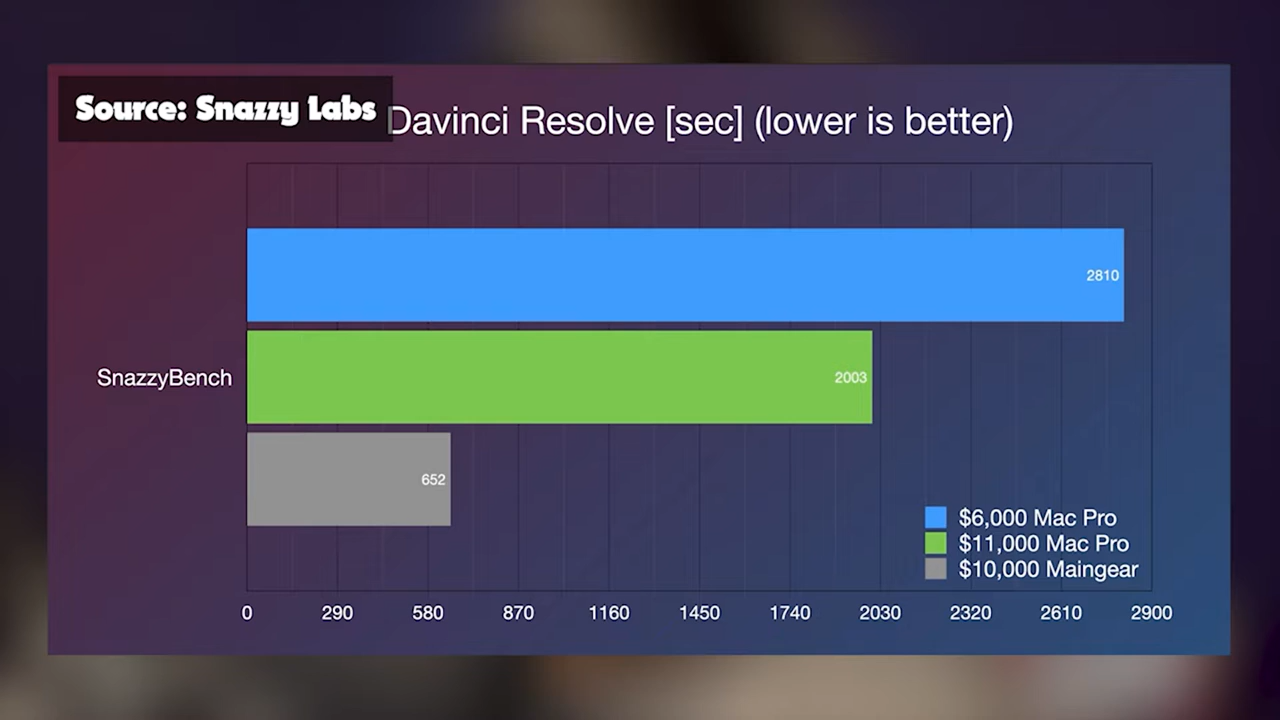 Source: Snazzy Labs
Davinci Resolve [sec] (lower is better)
2810
SnazzyBench
2003
652
$6,000 Mac Pro
$11,000 Mac Pro
$10,000 Maingear
0 290 580 870 1160 1450 1740 2030 2320 2610 2900